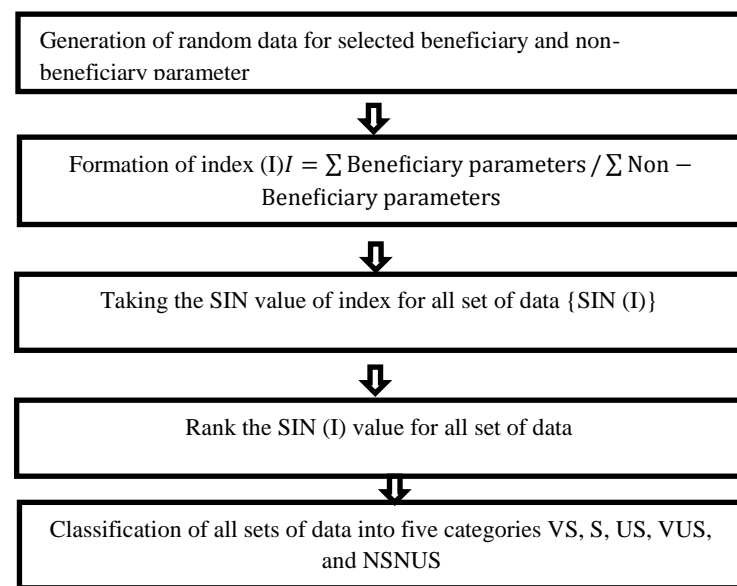 Generation of random data for selected beneficiary and non-
beneficiary parameter
Formation of index (I)I = ∑ Beneficiary parameters / ∑ Non −
Beneficiary parameters
Taking the SIN value of index for all set of data {SIN (I)}
Rank the SIN (I) value for all set of data
Classification of all sets of data into five categories VS, S, US, VUS,
and NSNUS